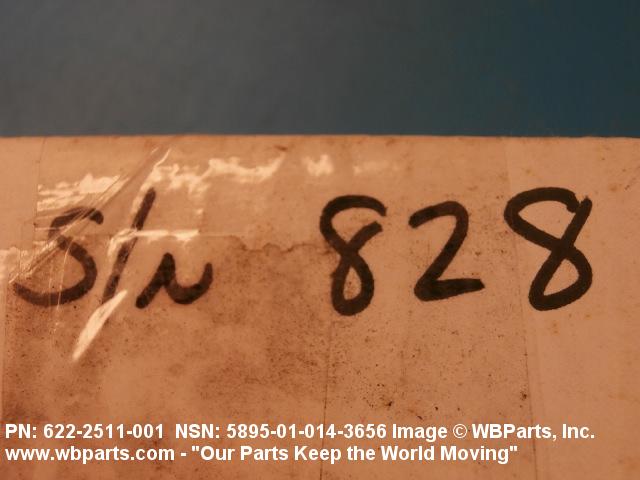 S/N 828
PN: 622-2511-001 NSN: 5895-01-014-3656 Image © WBParts, Inc.
www.wbparts.com - "Our Parts Keep the World Moving"